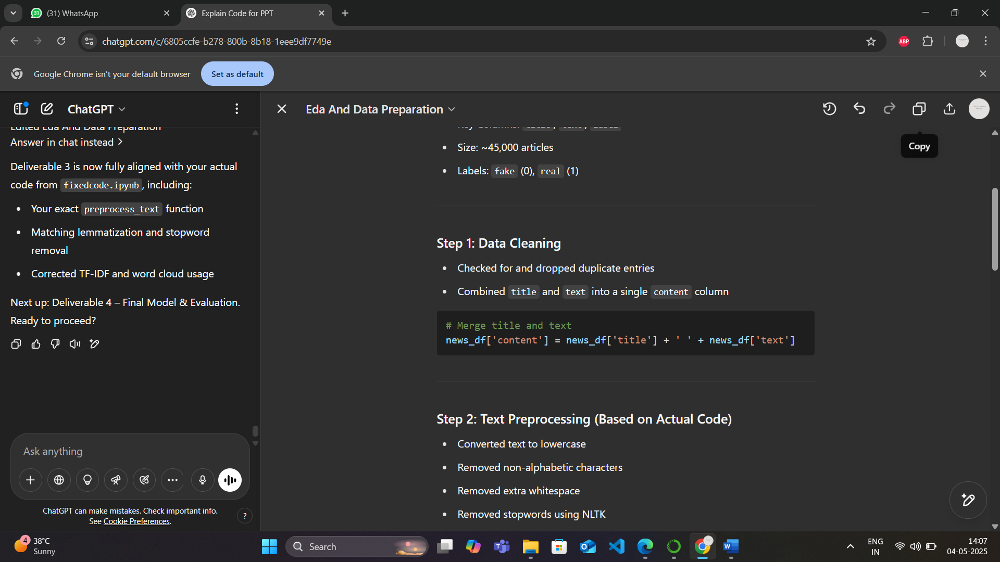 (31) WhatsApp
Explain Code for PPT
chatgpt.com/c/6805ccfe-b278-800b-8b18-1eee9df7749e
ABP
Google Chrome isn't your default browser
Set as default
ChatGPT
Edited Eda And Data Preparation
Answer in chat instead >
Deliverable 3 is now fully aligned with your actual
code from fixedcode.ipynb, including:
• Your exact preprocess_text function
• Matching lemmatization and stopword
removal
• Corrected TF-IDF and word cloud usage
Next up: Deliverable 4 – Final Model & Evaluation.
Ready to proceed?
Ask anything
ChatGPT can make mistakes. Check important info.
See Cookie Preferences.
?
Eda And Data Preparation
Copy
Key Columns: title, text, label
• Size: ~45,000 articles
• Labels: fake (0), real (1)
Step 1: Data Cleaning
• Checked for and dropped duplicate entries
• Combined title and text into a single content column
# Merge title and text
news_df['content'] = news_df['title'] + ' ' + news_df['text']
Step 2: Text Preprocessing (Based on Actual Code)
• Converted text to lowercase
• Removed non-alphabetic characters
• Removed extra whitespace
• Removed stopwords using NLTK
4
38°C
Sunny
Search
ENG
IN
14:07
04-05-2025